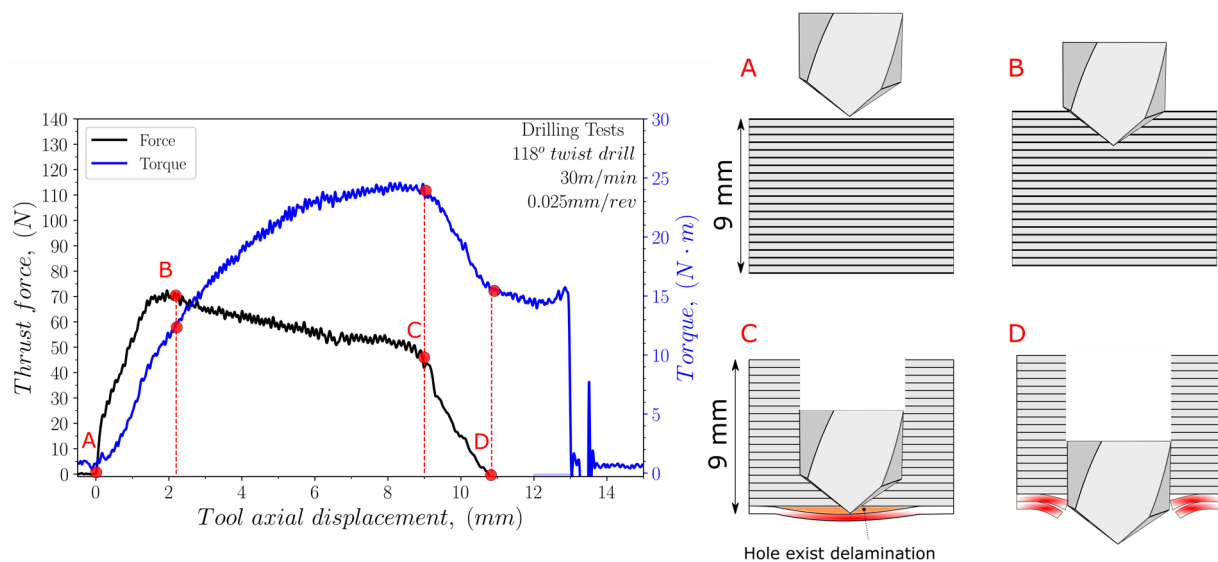 140
130
120
110
100
90
80
70
60
50
40
30
20
10
0
Thrust force, (N)
Force
Torque
Drilling Tests
118° twist drill
30m/min
0.025mm/rev
30
25
20
15
10
5
0
Torque, (N · m)
A
B
C
D
0 2 4 6 8 10 12 14
Tool axial displacement, (mm)
A
9 mm
B
C
9 mm
Hole exist delamination
D